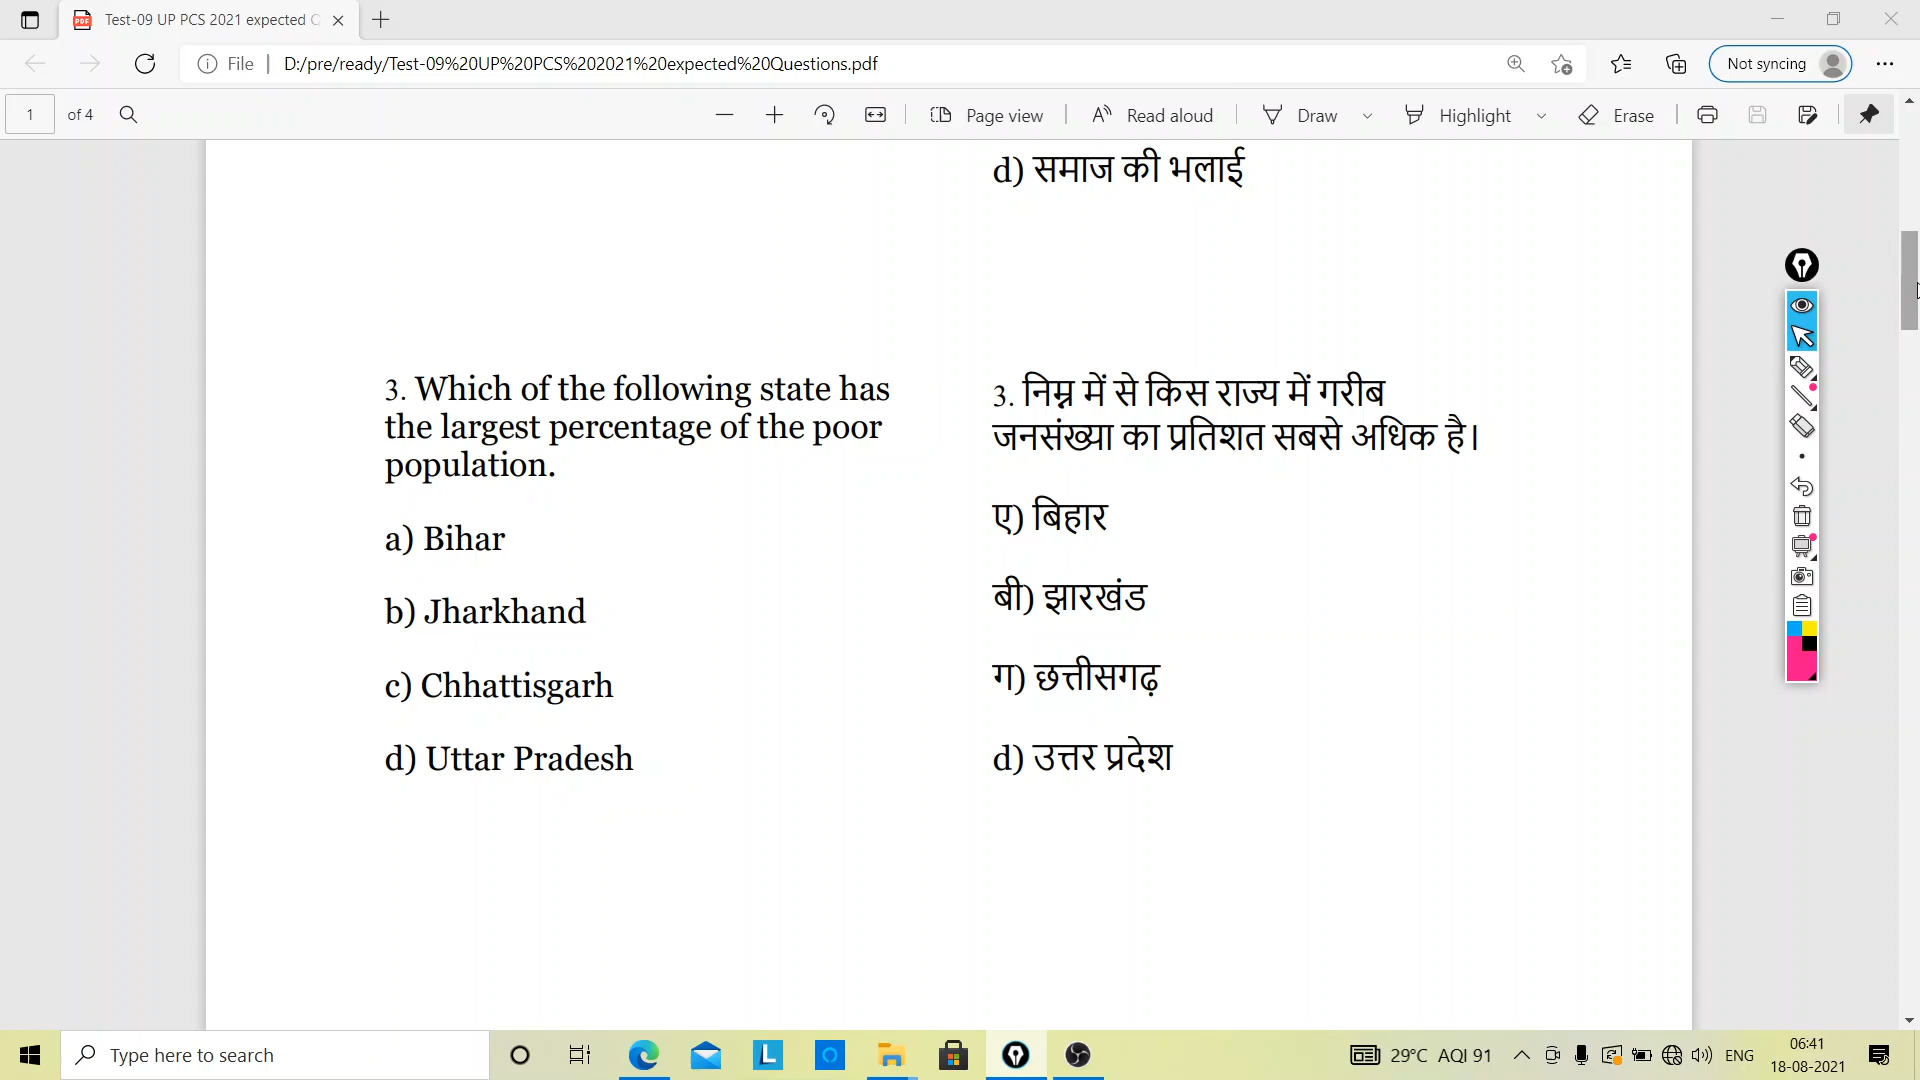 Test-09 UP PCS 2021 expected
File
D:/pre/ready/Test-09%20UP%20PCS%202021%20expected%20Questions.pdf
Not syncing
1 of 4
Page view
Read aloud
Draw
Highlight
Erase
d) समाज की भलाई
3. Which of the following state has
the largest percentage of the poor
population.
a) Bihar
b) Jharkhand
c) Chhattisgarh
d) Uttar Pradesh
3. निम्न में से किस राज्य में गरीब
जनसंख्या का प्रतिशत सबसे अधिक है।
ए) बिहार
बी) झारखंड
ग) छत्तीसगढ़
d) उत्तर प्रदेश
Type here to search
29°C AQI 91
ENG
06:41
18-08-2021